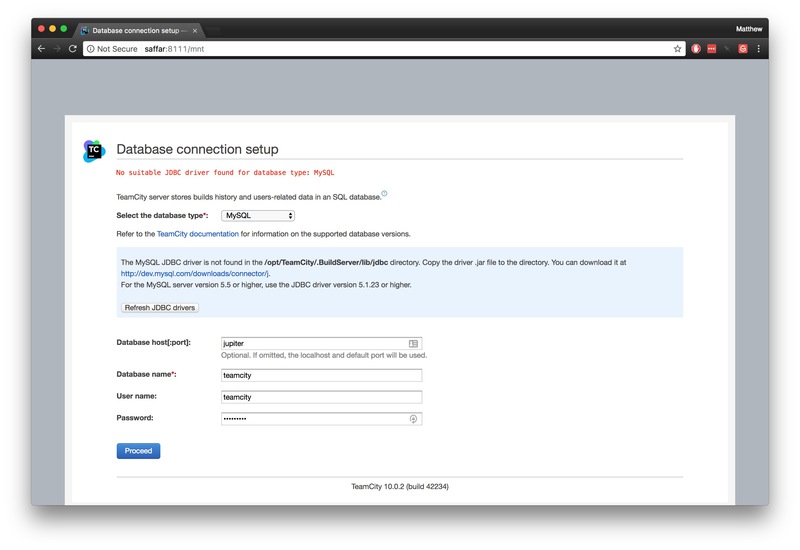 Database connection setup —
Matthew
Not Secure saffar:8111/mnt
TC
Database connection setup
No suitable JDBC driver found for database type: MySQL
TeamCity server stores builds history and users-related data in an SQL database.
Select the database type*: MySQL
Refer to the TeamCity documentation for information on the supported database versions.
The MySQL JDBC driver is not found in the /opt/TeamCity/.BuildServer/lib/jdbc directory. Copy the driver .jar file to the directory. You can download it at
http://dev.mysql.com/downloads/connector/j.
For the MySQL server version 5.5 or higher, use the JDBC driver version 5.1.23 or higher.
Refresh JDBC drivers
Database host[:port]: jupiter
Optional. If omitted, the localhost and default port will be used.
Database name*: teamcity
User name: teamcity
Password: •••••••••
Proceed
TeamCity 10.0.2 (build 42234)